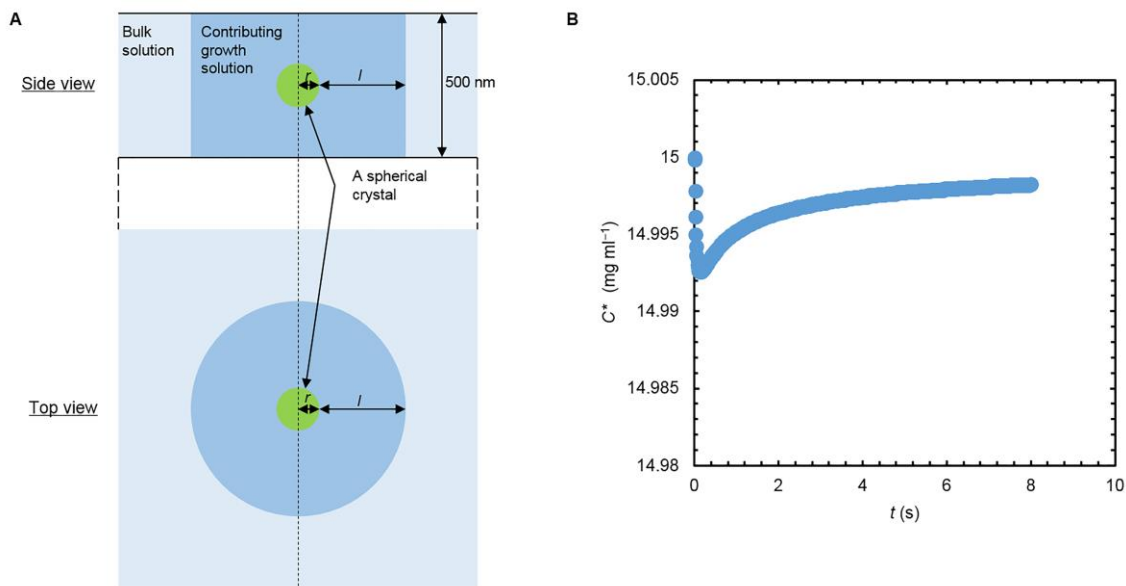 A
Bulk
solution
Contributing
growth
solution
Side view
r
l
500 nm
A spherical
crystal
Top view
r
l
B
15.005
15
14.995
14.99
14.985
14.98
C* (mg ml⁻¹)
0
2
4
6
8
10
t (s)